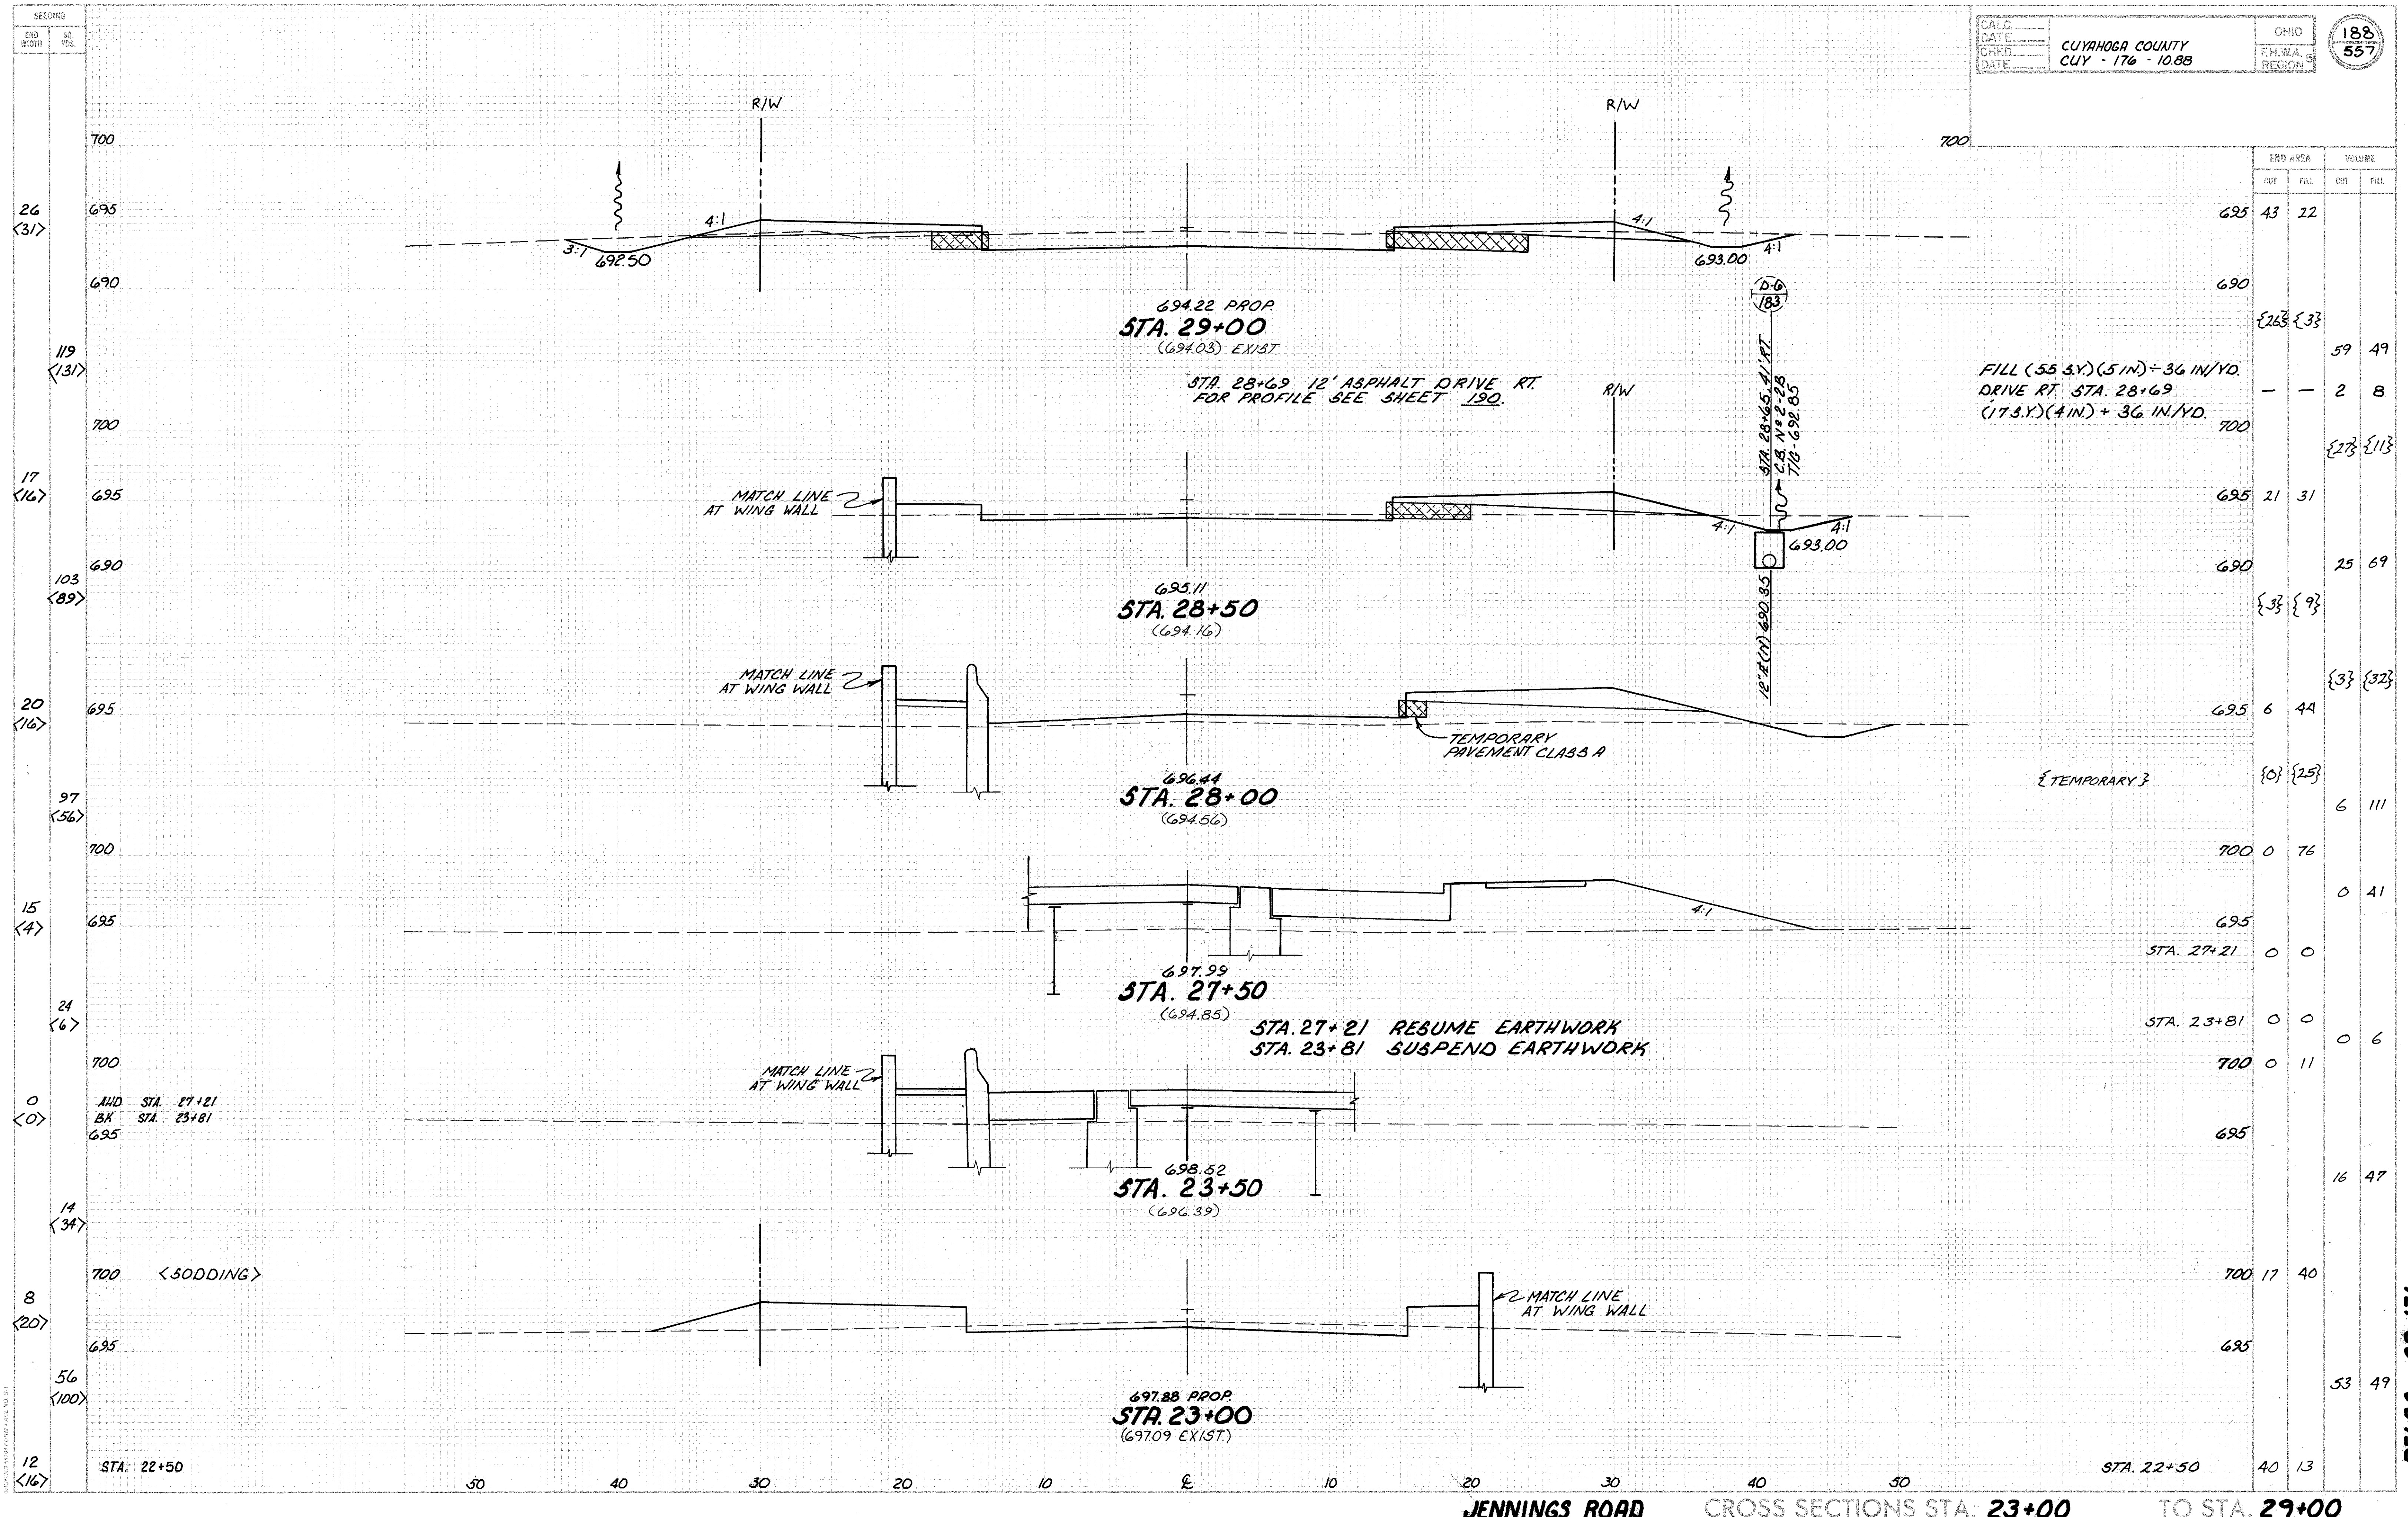 SEEDING
END WIDTH
SQ. YDS.
CALC.
DATE
CHKD.
DATE
CUYAHOGA COUNTY
CUY - 176 - 10.88
OHIO
F.H.W.A. 5
REGION
188
557
END AREA
VOLUME
CUT FILL CUT FILL
R/W
R/W
700
700
26
<31>
695
4:1
4:1
695 43 22
3:1
692.50
693.00
4:1
690
690
D-6
183
694.22 PROP.
STA. 29+00
(694.03) EXIST.
{26} {3}
119
<131>
59 49
STA. 28+69 12' ASPHALT DRIVE RT.
FOR PROFILE SEE SHEET 190.
R/W
STA. 28+65, 41' RT.
C.B. Nº 2-2B
T/G - 692.85
FILL (55 S.Y.)(5 IN) ÷ 36 IN/YD.
DRIVE RT. STA. 28+69
(17 S.Y.)(4 IN.) ÷ 36 IN./YD.
— — 2 8
700
700
{27} {11}
17
<16>
695
MATCH LINE
AT WING WALL
695 21 31
4:1
4:1
693.00
690
690
25 69
12" (N) 690.35
103
<89>
695.11
STA. 28+50
(694.16)
{3} {9}
MATCH LINE
AT WING WALL
{3} {32}
20
<16>
695
695 6 44
TEMPORARY
PAVEMENT CLASS A
696.44
STA. 28+00
(694.56)
{TEMPORARY}
{0} {25}
97
<56>
6 111
700
700 0 76
15
<4>
0 41
695
4:1
695
STA. 27+21 0 0
697.99
STA. 27+50
(694.85)
24
<6>
STA. 27+21 RESUME EARTHWORK
STA. 23+81 SUSPEND EARTHWORK
STA. 23+81 0 0
0 6
700
MATCH LINE
AT WING WALL
700 0 11
0
<0>
AHD STA. 27+21
BK STA. 23+81
695
695
698.52
STA. 23+50
(696.39)
16 47
14
<34>
700 <SODDING>
700 17 40
8
<20>
MATCH LINE
AT WING WALL
695
695
56
<100>
53 49
697.88 PROP.
STA. 23+00
(697.09 EXIST.)
12
<16>
STA. 22+50
STA. 22+50 40 13
50 40 30 20 10 ℄ 10 20 30 40 50
JENNINGS ROAD CROSS SECTIONS STA. 23+00 TO STA. 29+00